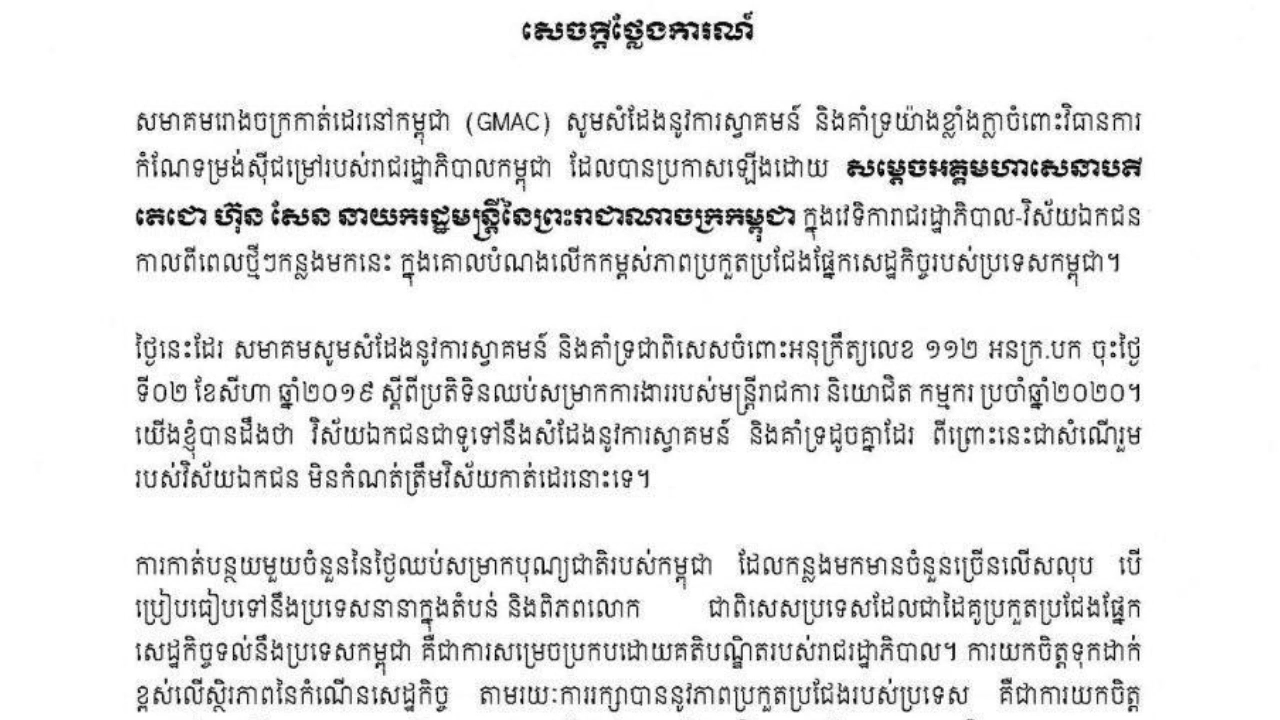 សេចក្តីថ្លែងការណ៍
សមាគមរោងចក្រកាត់ដេរនៅកម្ពុជា (GMAC) សូមសំដែងនូវការស្វាគមន៍ និងគាំទ្រយ៉ាងខ្លាំងក្លាចំពោះវិធានការ
កំណែទម្រង់ស៊ីជម្រៅរបស់រាជរដ្ឋាភិបាលកម្ពុជា ដែលបានប្រកាសឡើងដោយ សម្តេចអគ្គមហាសេនាបតី
តេជោ ហ៊ុន សែន នាយករដ្ឋមន្ត្រីនៃព្រះរាជាណាចក្រកម្ពុជា ក្នុងវេទិការាជរដ្ឋាភិបាល-វិស័យឯកជន
កាលពីពេលថ្មីៗកន្លងមកនេះ ក្នុងគោលបំណងលើកកម្ពស់ភាពប្រកួតប្រជែងផ្នែកសេដ្ឋកិច្ចរបស់ប្រទេសកម្ពុជា។
ថ្ងៃនេះដែរ សមាគមសូមសំដែងនូវការស្វាគមន៍ និងគាំទ្រជាពិសេសចំពោះអនុក្រឹត្យលេខ ១១២ អនក្រ.បក ចុះថ្ងៃ
ទី០២ ខែសីហា ឆ្នាំ២០១៩ ស្តីពីប្រតិទិនឈប់សម្រាកការងាររបស់មន្ត្រីរាជការ និយោជិត កម្មករ ប្រចាំឆ្នាំ២០២០។
យើងខ្ញុំបានដឹងថា វិស័យឯកជនជាទូទៅនឹងសំដែងនូវការស្វាគមន៍ និងគាំទ្រដូចគ្នាដែរ ពីព្រោះនេះជាសំណើរួម
របស់វិស័យឯកជន មិនកំណត់ត្រឹមវិស័យកាត់ដេរនោះទេ។
ការកាត់បន្ថយមួយចំនួននៃថ្ងៃឈប់សម្រាកបុណ្យជាតិរបស់កម្ពុជា ដែលកន្លងមកមានចំនួនច្រើនលើសលុប បើ
ប្រៀបធៀបទៅនឹងប្រទេសនានាក្នុងតំបន់ និងពិភពលោក ជាពិសេសប្រទេសដែលជាដៃគូប្រកួតប្រជែងផ្នែក
សេដ្ឋកិច្ចទល់នឹងប្រទេសកម្ពុជា គឺជាការសម្រេចប្រកបដោយគតិបណ្ឌិតរបស់រាជរដ្ឋាភិបាល។ ការយកចិត្តទុកដាក់
ខ្ពស់លើស្ថិរភាពនៃកំណើនសេដ្ឋកិច្ច តាមរយៈការរក្សាបាននូវភាពប្រកួតប្រជែងរបស់ប្រទេស គឺជាការយកចិត្ត